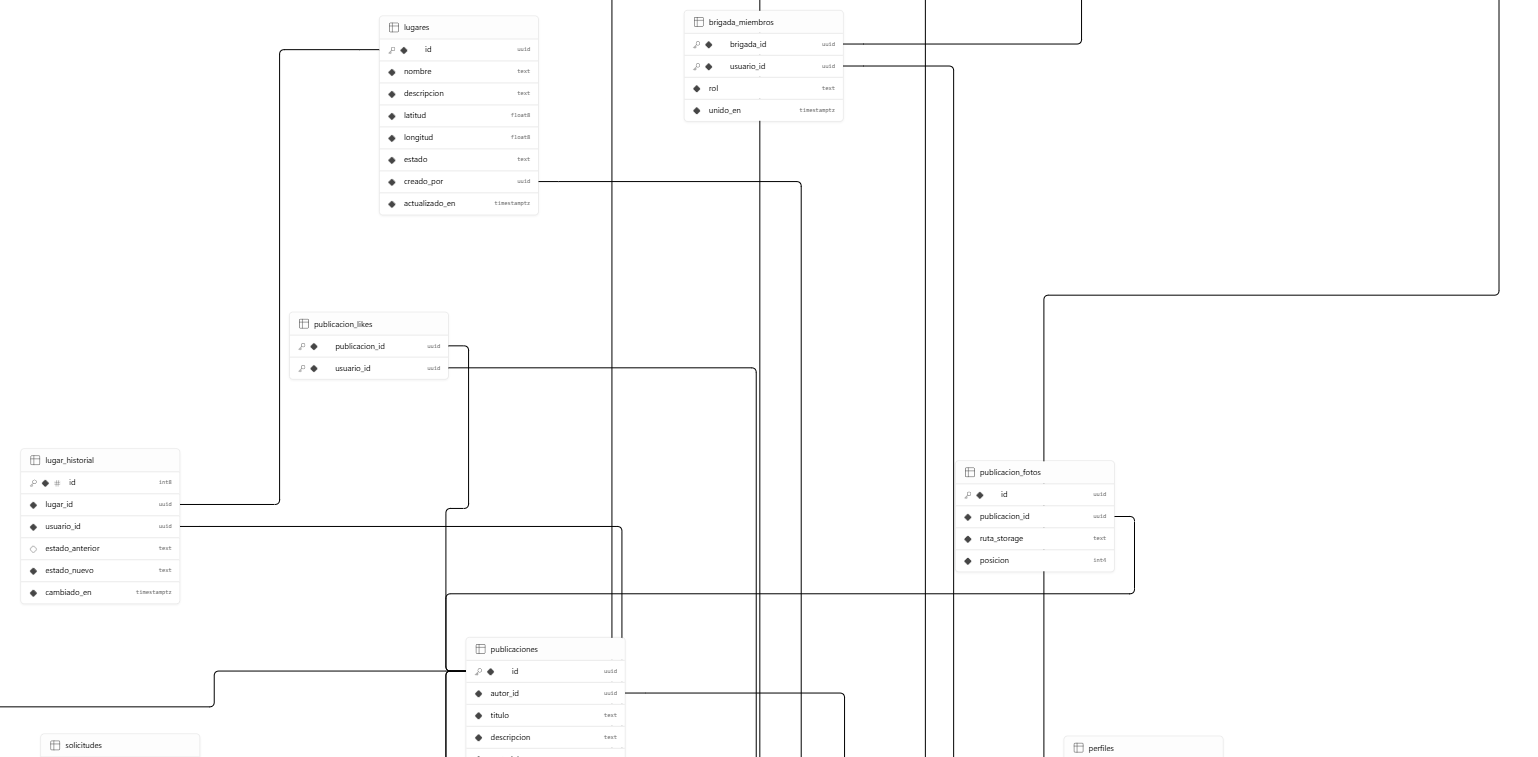 lugares
id uuid
nombre text
descripcion text
latitud float8
longitud float8
estado text
creado_por uuid
actualizado_en timestamptz
brigada_miembros
brigada_id uuid
usuario_id uuid
rol text
unido_en timestamptz
publicacion_likes
publicacion_id uuid
usuario_id uuid
lugar_historial
# id int8
lugar_id uuid
usuario_id uuid
estado_anterior text
estado_nuevo text
cambiado_en timestamptz
publicacion_fotos
id uuid
publicacion_id uuid
ruta_storage text
posicion int4
publicaciones
id uuid
autor_id uuid
titulo text
descripcion text
solicitudes
perfiles